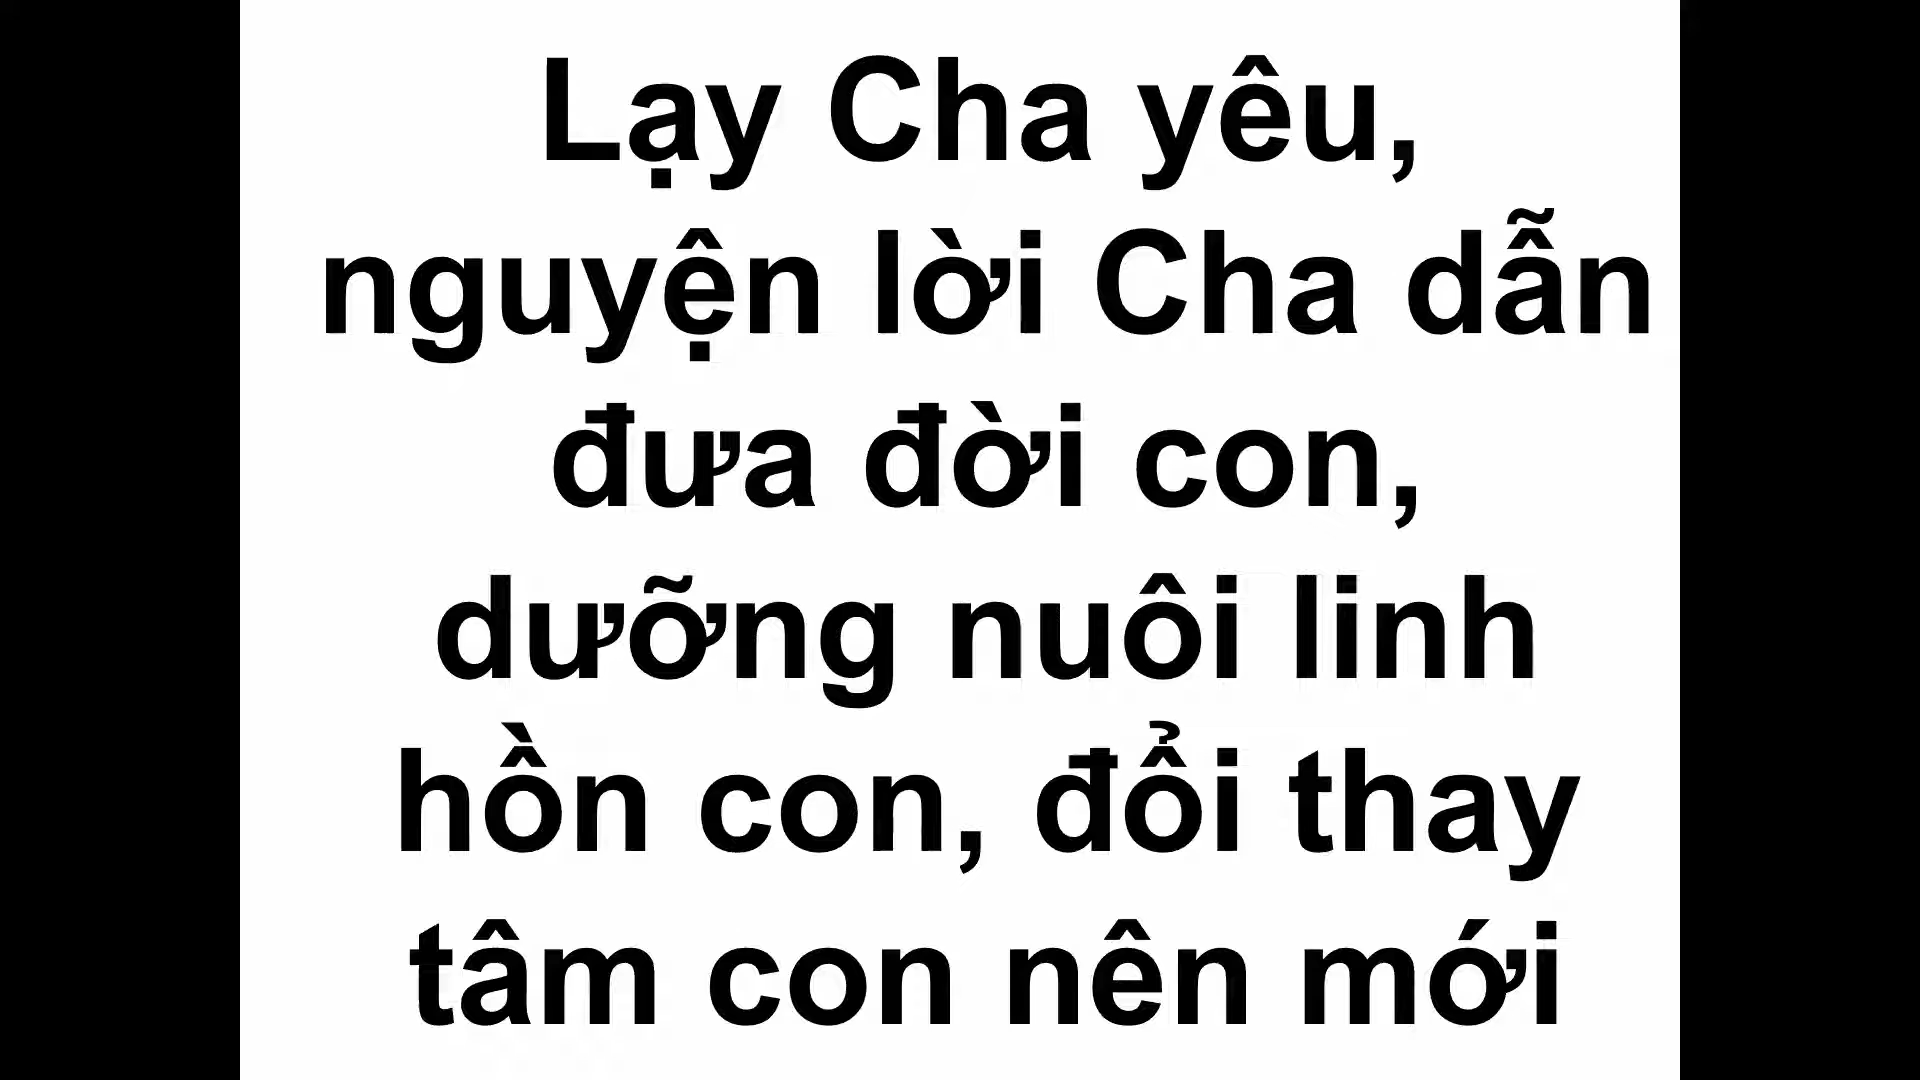 Lạy Cha yêu,
nguyện lời Cha dẫn
đưa đời con,
dưỡng nuôi linh
hồn con, đổi thay
tâm con nên mới